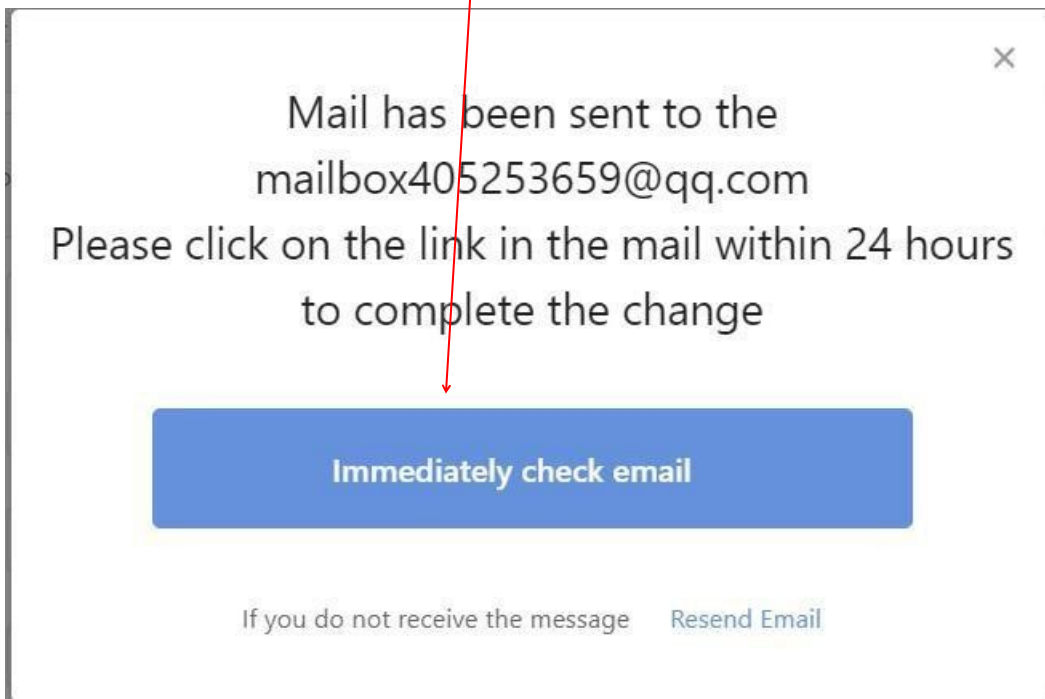 Mail has been sent to the
mailbox405253659@qq.com
Please click on the link in the mail within 24 hours
to complete the change
Immediately check email
If you do not receive the message Resend Email